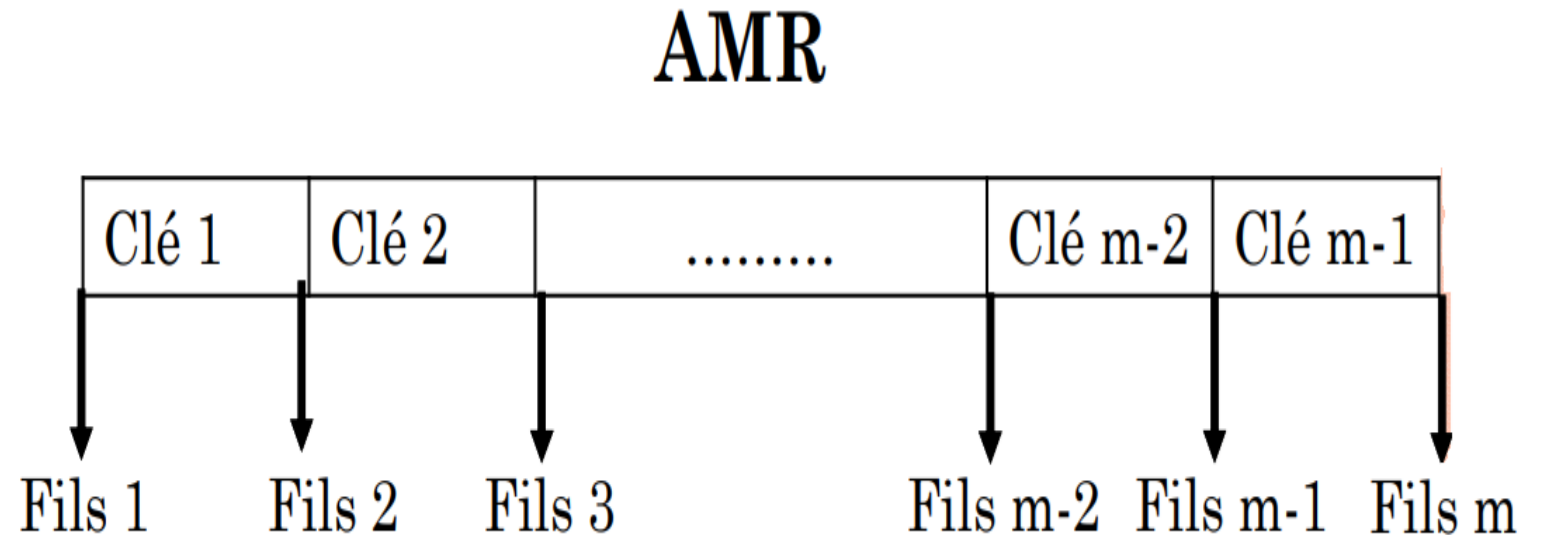 AMR
Clé 1 Clé 2 ......... Clé m-2 Clé m-1
Fils 1 Fils 2 Fils 3 Fils m-2 Fils m-1 Fils m